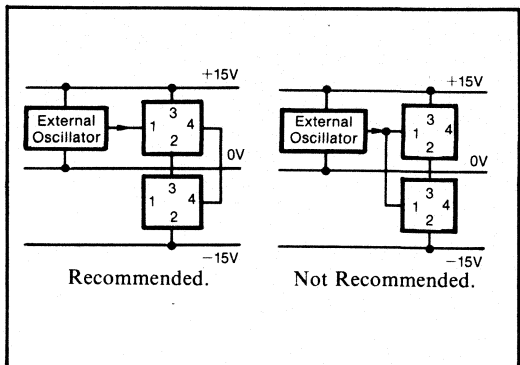 +15V
External
Oscillator
1 3 4
2
0V
1 3 4
2
−15V
Recommended.
+15V
External
Oscillator
1 3 4
2
0V
1 3 4
2
−15V
Not Recommended.